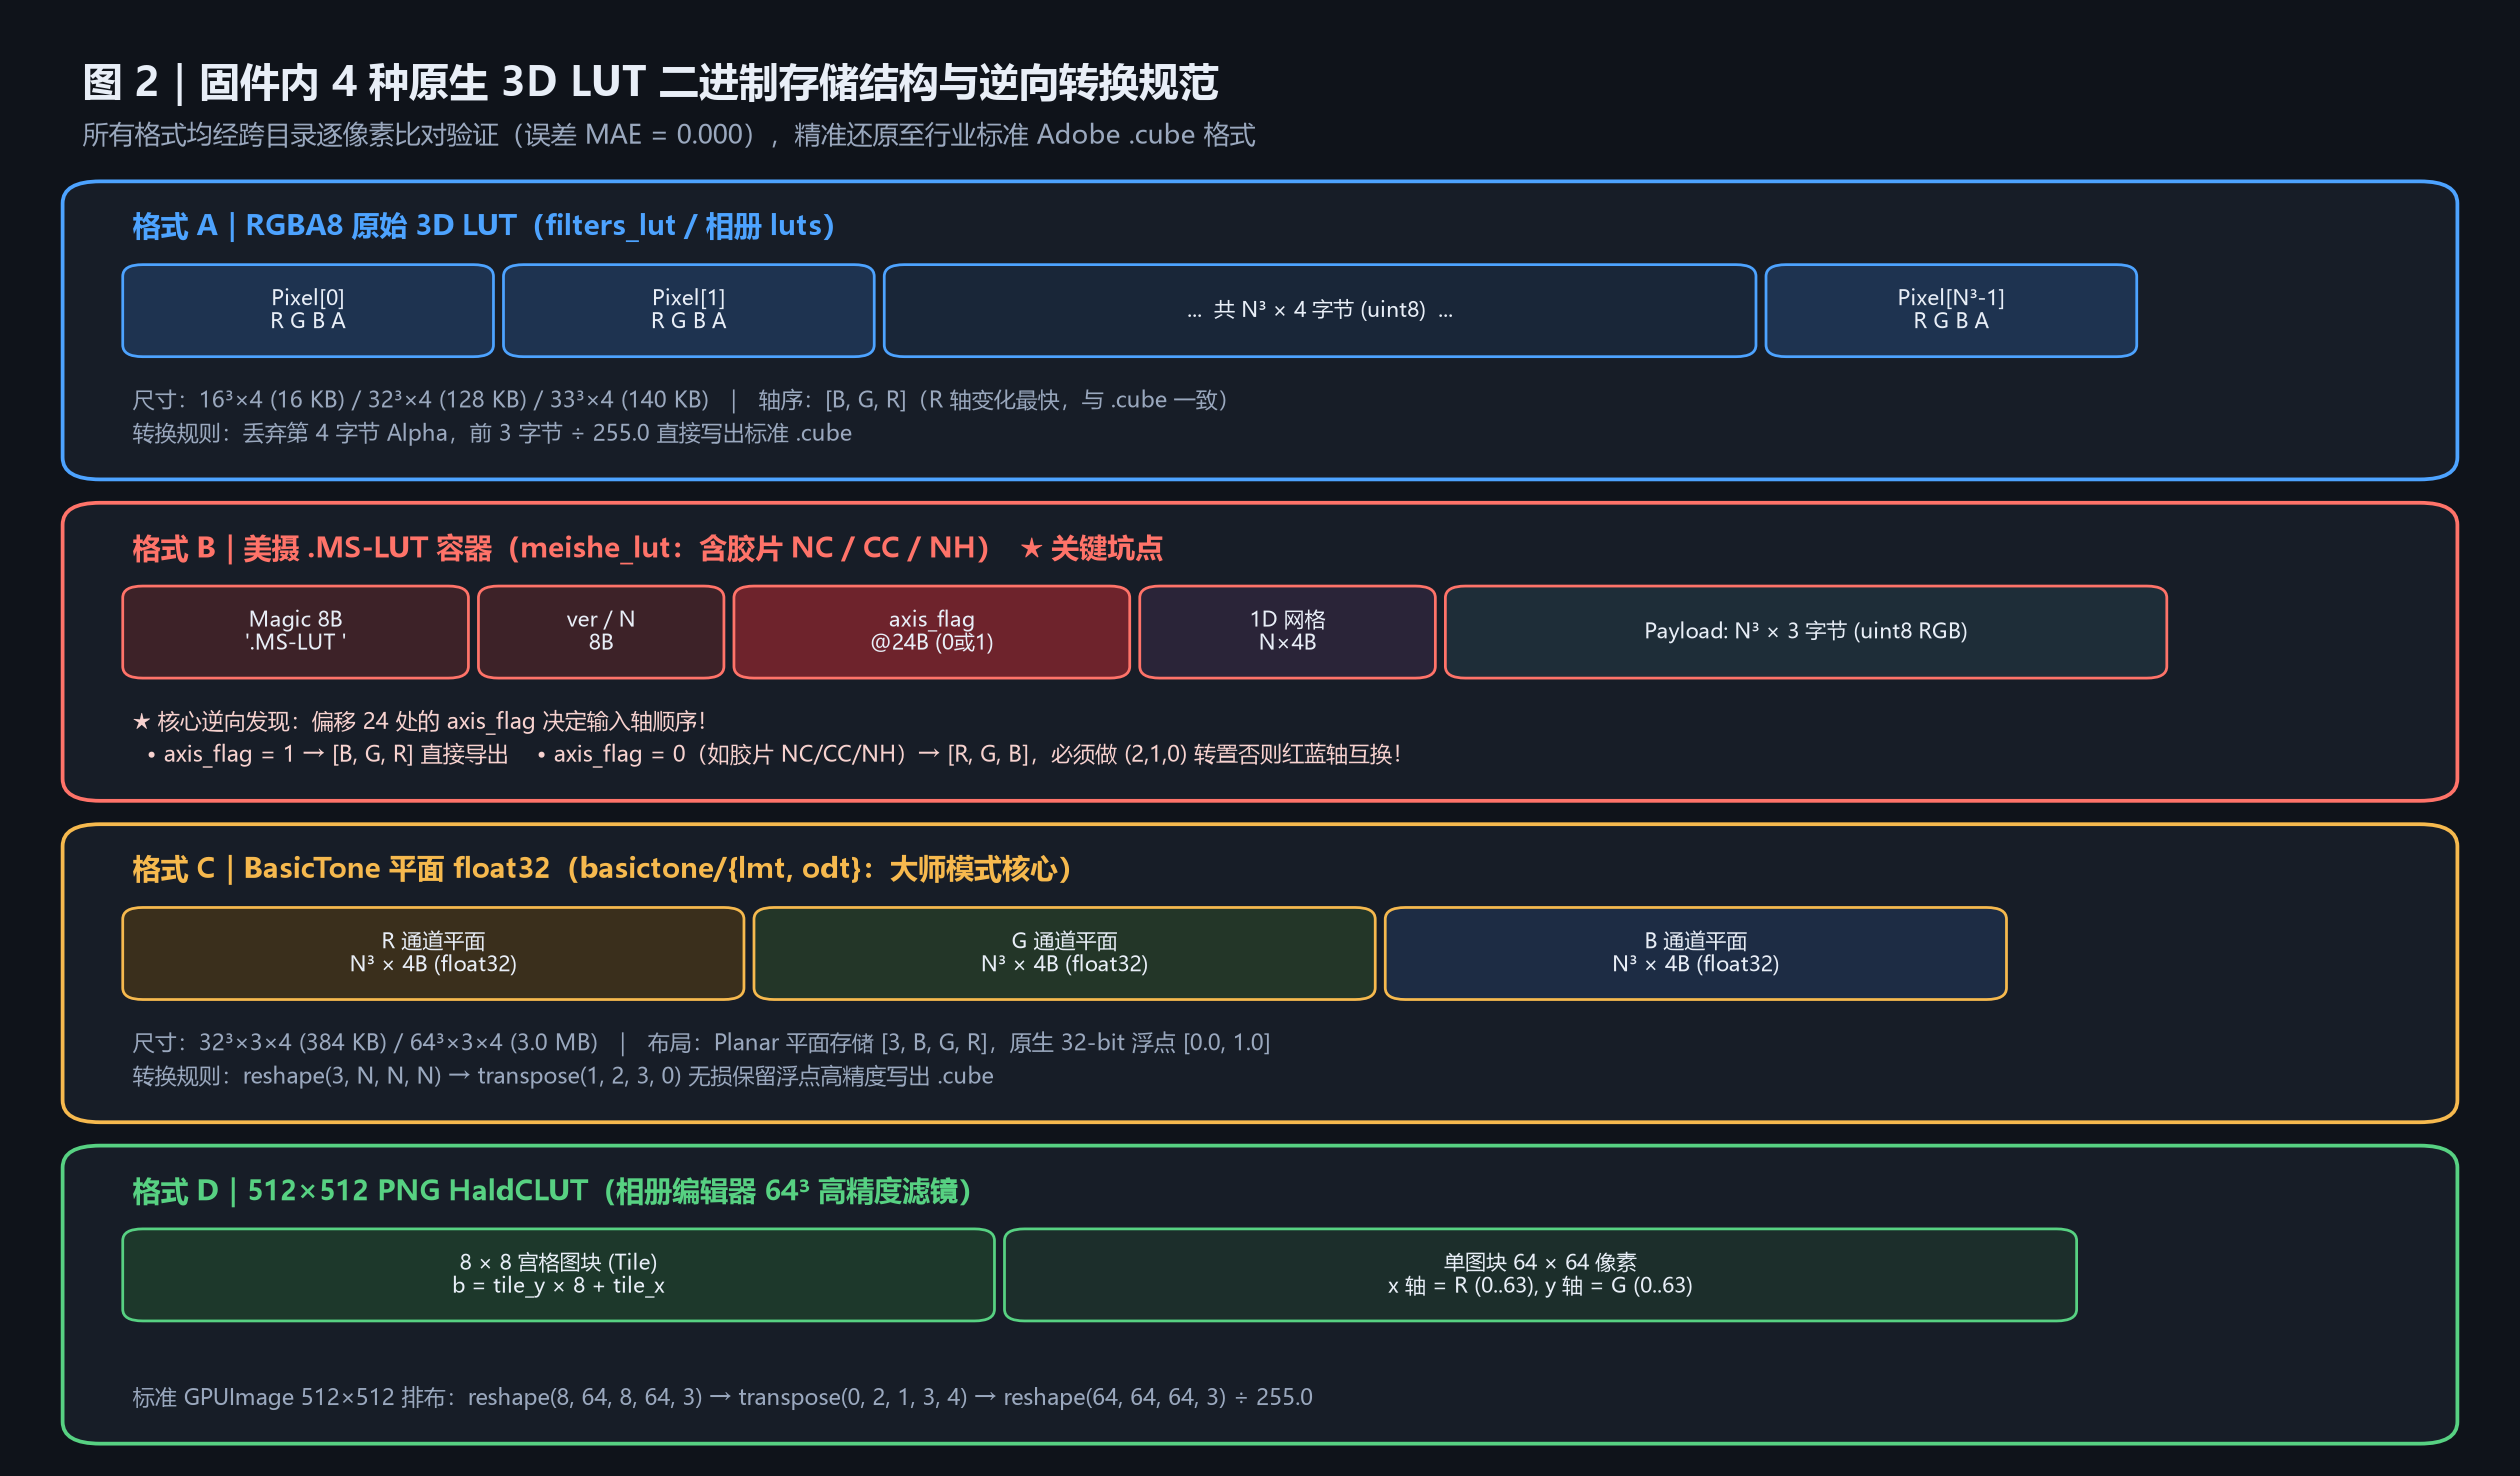 图 2 | 固件内 4 种原生 3D LUT 二进制存储结构与逆向转换规范
所有格式均经跨目录逐像素比对验证（误差 MAE = 0.000），精准还原至行业标准 Adobe .cube 格式
格式 A | RGBA8 原始 3D LUT（filters_lut / 相册 luts）
Pixel[0]
R G B A
Pixel[1]
R G B A
... 共 N³ × 4 字节 (uint8) ...
Pixel[N³-1]
R G B A
尺寸：16³×4 (16 KB) / 32³×4 (128 KB) / 33³×4 (140 KB) | 轴序：[B, G, R]（R 轴变化最快，与 .cube 一致）
转换规则：丢弃第 4 字节 Alpha，前 3 字节 ÷ 255.0 直接写出标准 .cube
格式 B | 美摄 .MS-LUT 容器（meishe_lut：含胶片 NC / CC / NH） ★ 关键坑点
Magic 8B
'.MS-LUT '
ver / N
8B
axis_flag
@24B (0或1)
1D 网格
N×4B
Payload: N³ × 3 字节 (uint8 RGB)
★ 核心逆向发现：偏移 24 处的 axis_flag 决定输入轴顺序！
• axis_flag = 1 → [B, G, R] 直接导出 • axis_flag = 0（如胶片 NC/CC/NH）→ [R, G, B]，必须做 (2,1,0) 转置否则红蓝轴互换！
格式 C | BasicTone 平面 float32（basictone/{lmt, odt}：大师模式核心）
R 通道平面
N³ × 4B (float32)
G 通道平面
N³ × 4B (float32)
B 通道平面
N³ × 4B (float32)
尺寸：32³×3×4 (384 KB) / 64³×3×4 (3.0 MB) | 布局：Planar 平面存储 [3, B, G, R]，原生 32-bit 浮点 [0.0, 1.0]
转换规则：reshape(3, N, N, N) → transpose(1, 2, 3, 0) 无损保留浮点高精度写出 .cube
格式 D | 512×512 PNG HaldCLUT（相册编辑器 64³ 高精度滤镜）
8 × 8 宫格图块 (Tile)
b = tile_y × 8 + tile_x
单图块 64 × 64 像素
x 轴 = R (0..63), y 轴 = G (0..63)
标准 GPUImage 512×512 排布：reshape(8, 64, 8, 64, 3) → transpose(0, 2, 1, 3, 4) → reshape(64, 64, 64, 3) ÷ 255.0